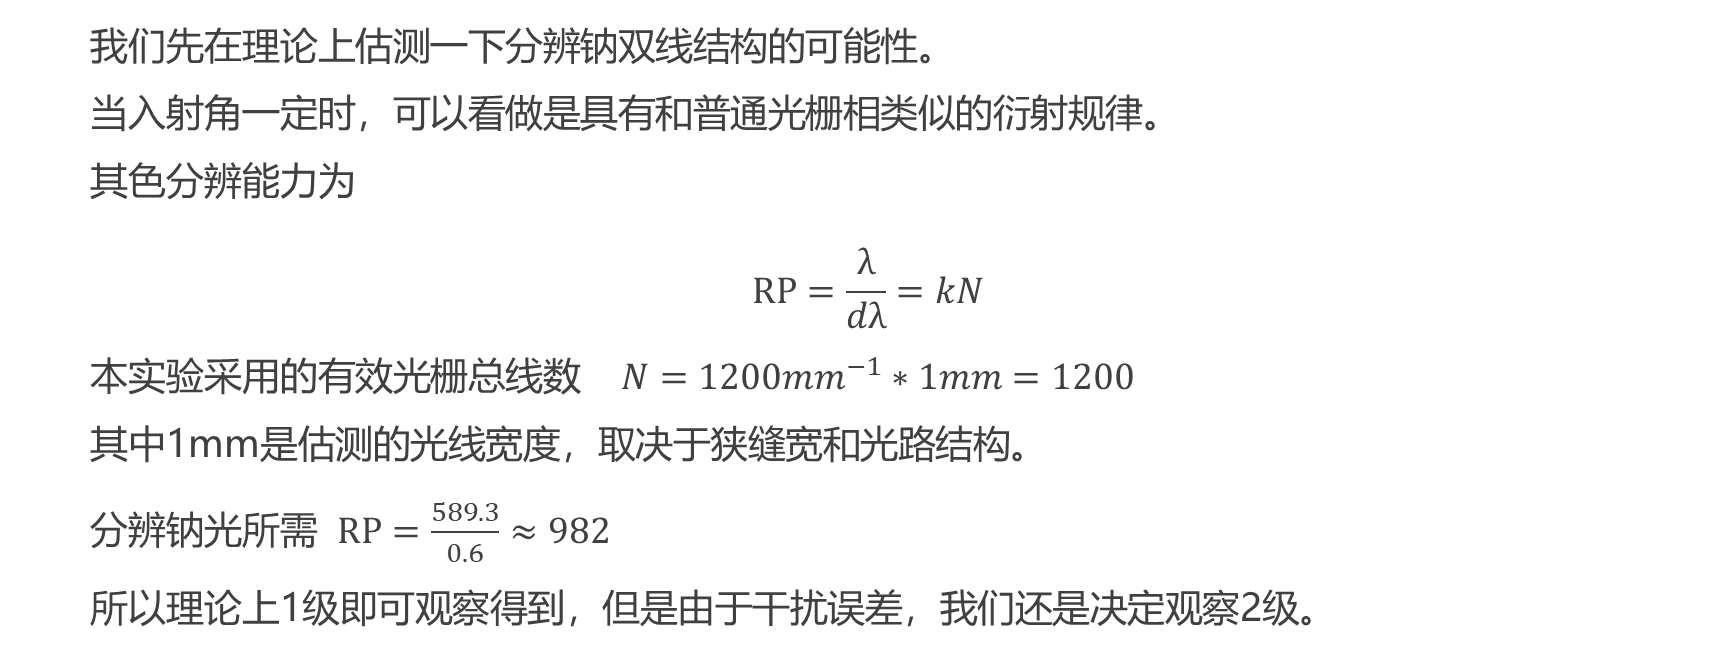 我们先在理论上估测一下分辨钠双线结构的可能性。
当入射角一定时，可以看做是具有和普通光栅相类似的衍射规律。
其色分辨能力为
RP = λ/dλ = kN
本实验采用的有效光栅总线数 N = 1200mm⁻¹ * 1mm = 1200
其中1mm是估测的光线宽度，取决于狭缝宽和光路结构。
分辨钠光所需 RP = 589.3/0.6 ≈ 982
所以理论上1级即可观察得到，但是由于干扰误差，我们还是决定观察2级。